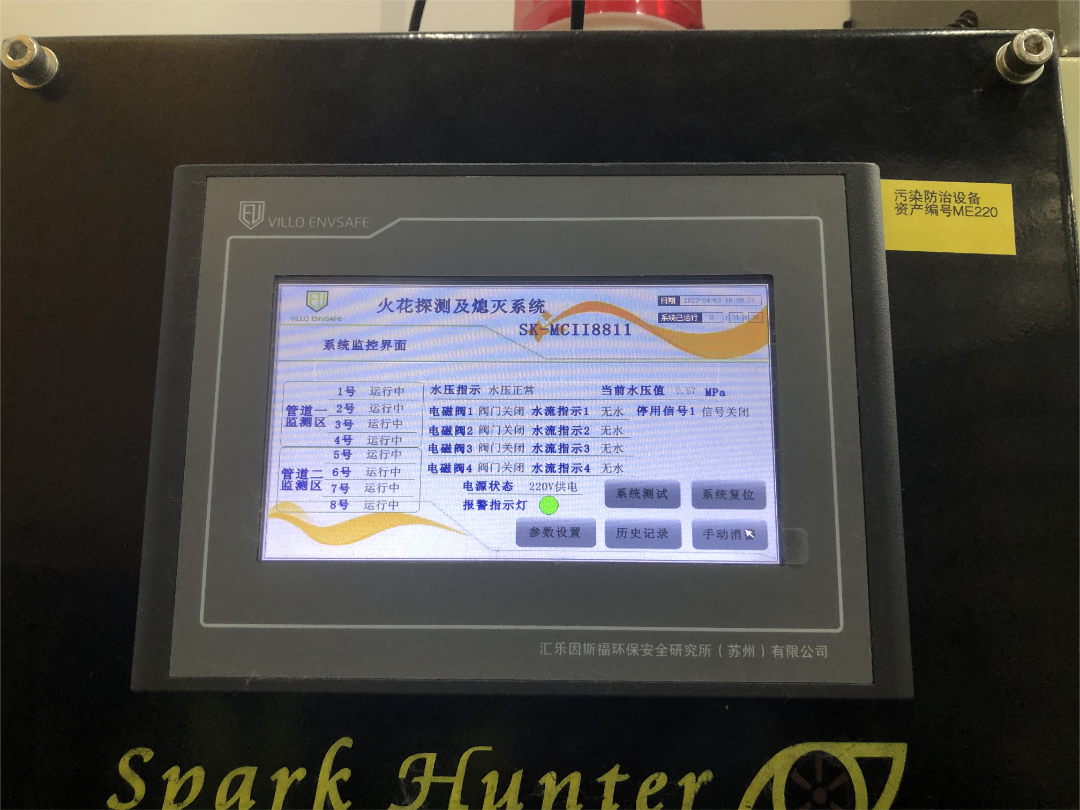 污染防治设备
资产编号ME220
VILLO ENVSAFE
VILLO ENVSAFE
火花探测及熄灭系统
SK-MCII8811
日期
系统已运行 0
系统监控界面
管道一
监测区
1号 运行中
2号 运行中
3号 运行中
4号 运行中
管道二
监测区
5号 运行中
6号 运行中
7号 运行中
8号 运行中
水压指示 水压正常 当前水压值 0.67 MPa
电磁阀1 阀门关闭 水流指示1 无水 停用信号1 信号关闭
电磁阀2 阀门关闭 水流指示2 无水
电磁阀3 阀门关闭 水流指示3 无水
电磁阀4 阀门关闭 水流指示4 无水
电源状态 220V供电
报警指示灯
系统测试 系统复位
参数设置 历史记录 手动消
汇乐因斯福环保安全研究所（苏州）有限公司
Spark Hunter